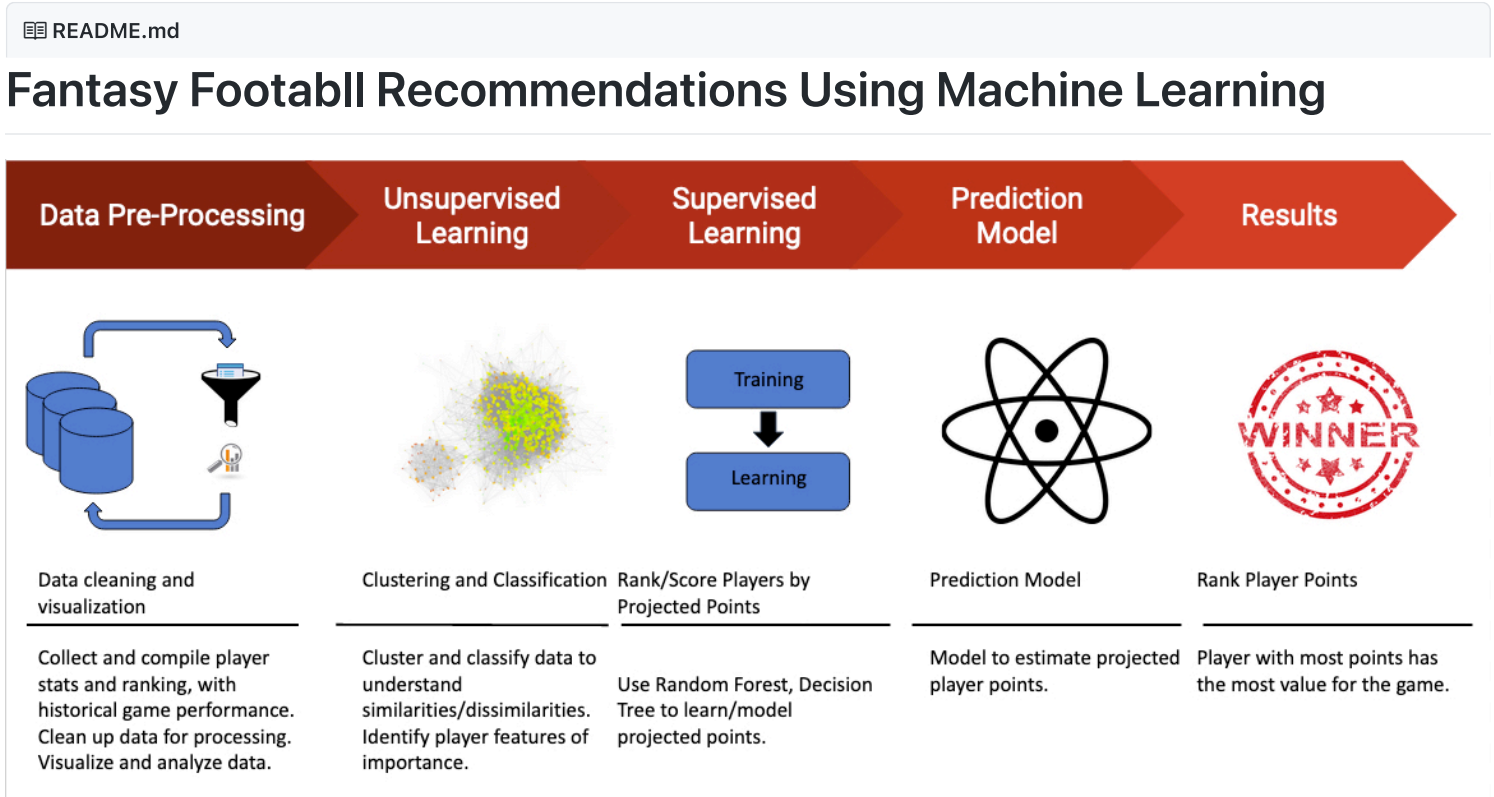 README.md
Fantasy Footabll Recommendations Using Machine Learning
Data Pre-Processing
Unsupervised
Learning
Supervised
Learning
Prediction
Model
Results
Training
Learning
WINNER
Data cleaning and
visualization
Collect and compile player
stats and ranking, with
historical game performance.
Clean up data for processing.
Visualize and analyze data.
Clustering and Classification
Cluster and classify data to
understand
similarities/dissimilarities.
Identify player features of
importance.
Rank/Score Players by
Projected Points
Use Random Forest, Decision
Tree to learn/model
projected points.
Prediction Model
Model to estimate projected
player points.
Rank Player Points
Player with most points has
the most value for the game.